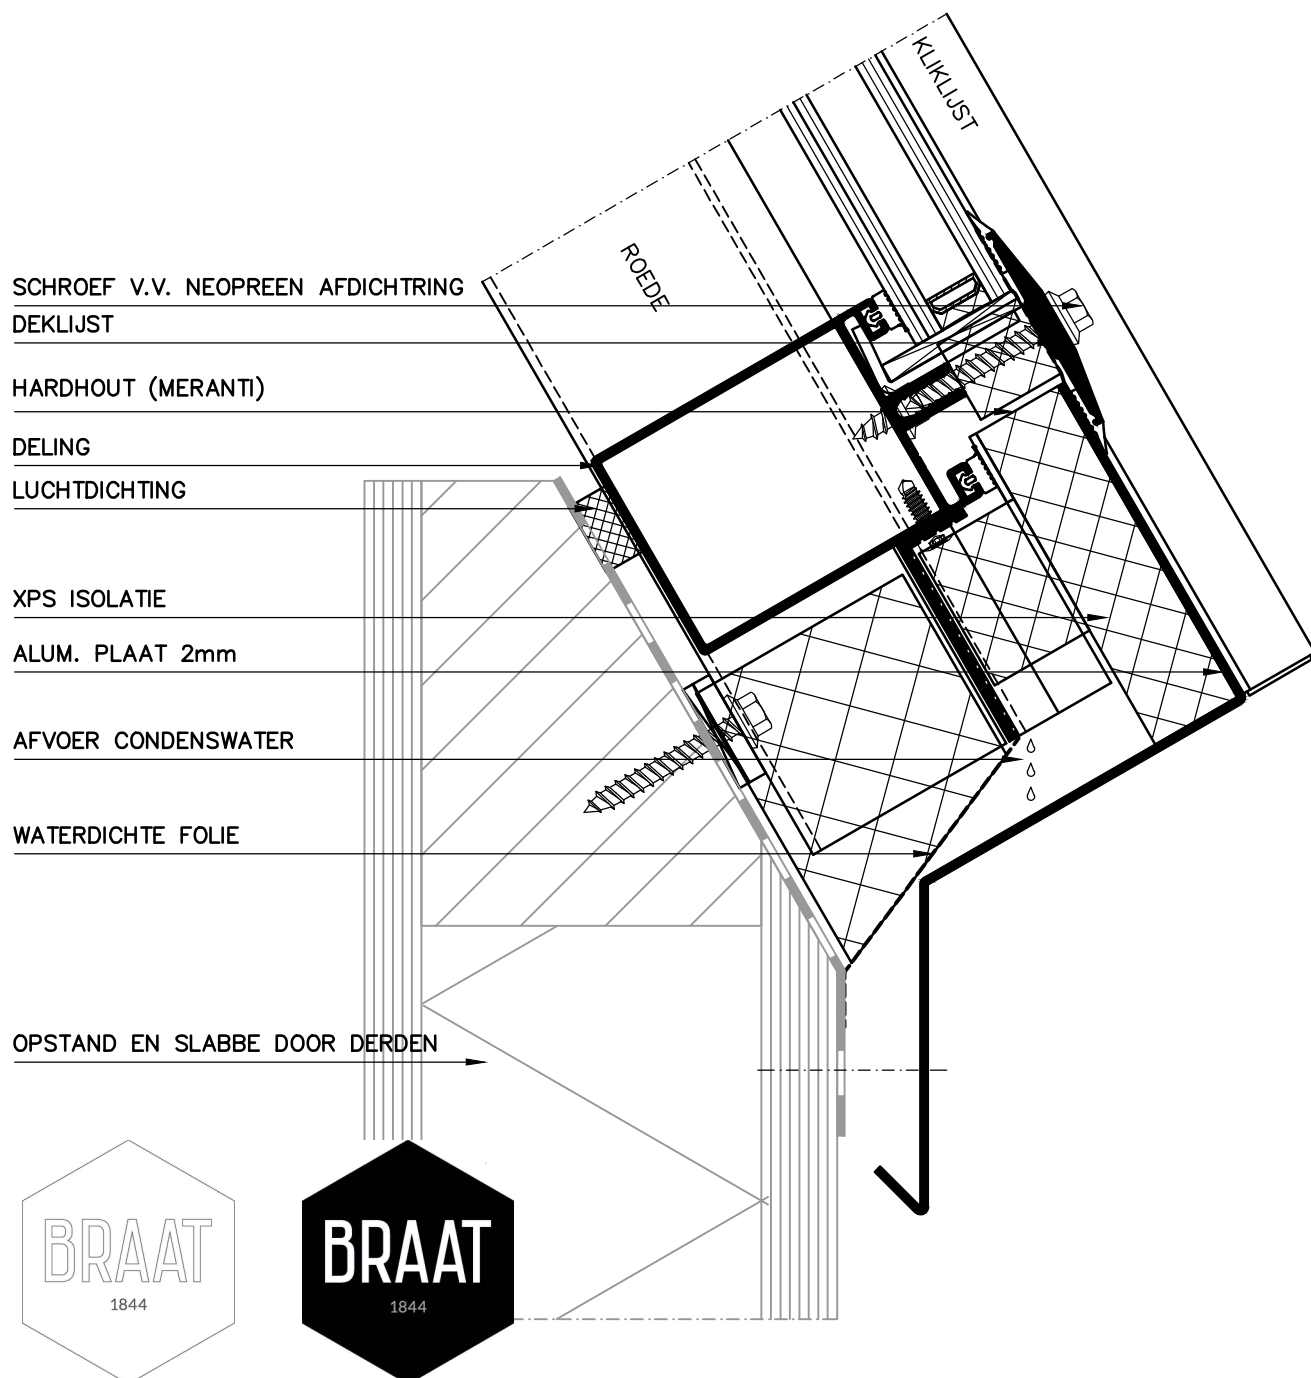 KLIKLIJST
ROEDE
SCHROEF V.V. NEOPREEN AFDICHTRING
DEKLIJST
HARDHOUT (MERANTI)
DELING
LUCHTDICHTING
XPS ISOLATIE
ALUM. PLAAT 2mm
AFVOER CONDENSWATER
WATERDICHTE FOLIE
OPSTAND EN SLABBE DOOR DERDEN
BRAAT
1844
BRAAT
1844